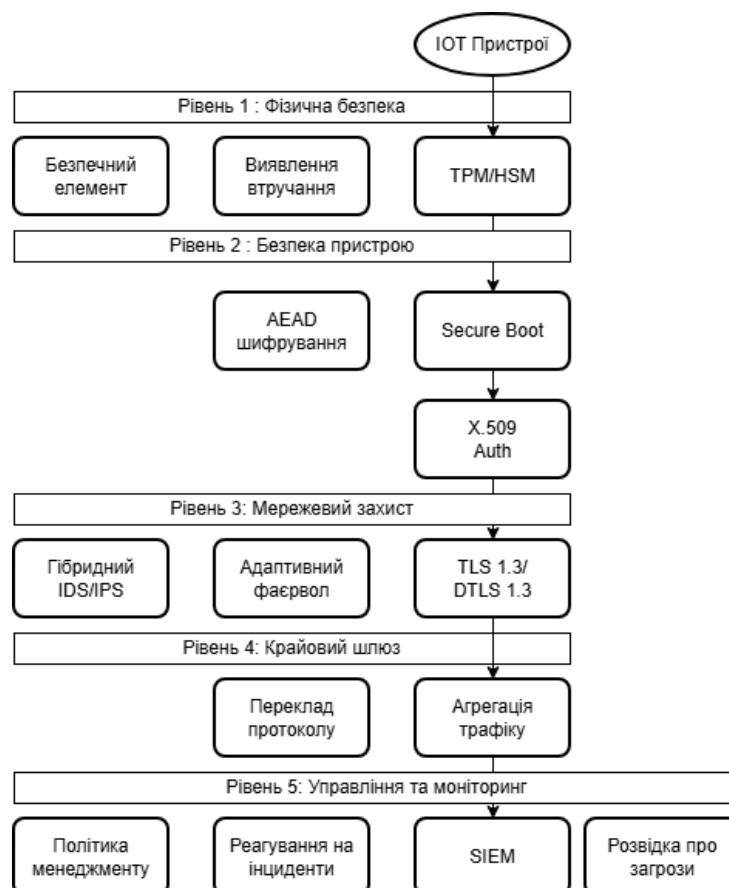 IOT Пристрої
Рівень 1 : Фізична безпека
Безпечний
елемент
Виявлення
втручання
TPM/HSM
Рівень 2 : Безпека пристрою
AEAD
шифрування
Secure Boot
X.509
Auth
Рівень 3: Мережевий захист
Гібридний
IDS/IPS
Адаптивний
фаєрвол
TLS 1.3/
DTLS 1.3
Рівень 4: Крайовий шлюз
Переклад
протоколу
Агрегація
трафіку
Рівень 5: Управління та моніторинг
Політика
менеджменту
Реагування на
інциденти
SIEM
Розвідка про
загрози